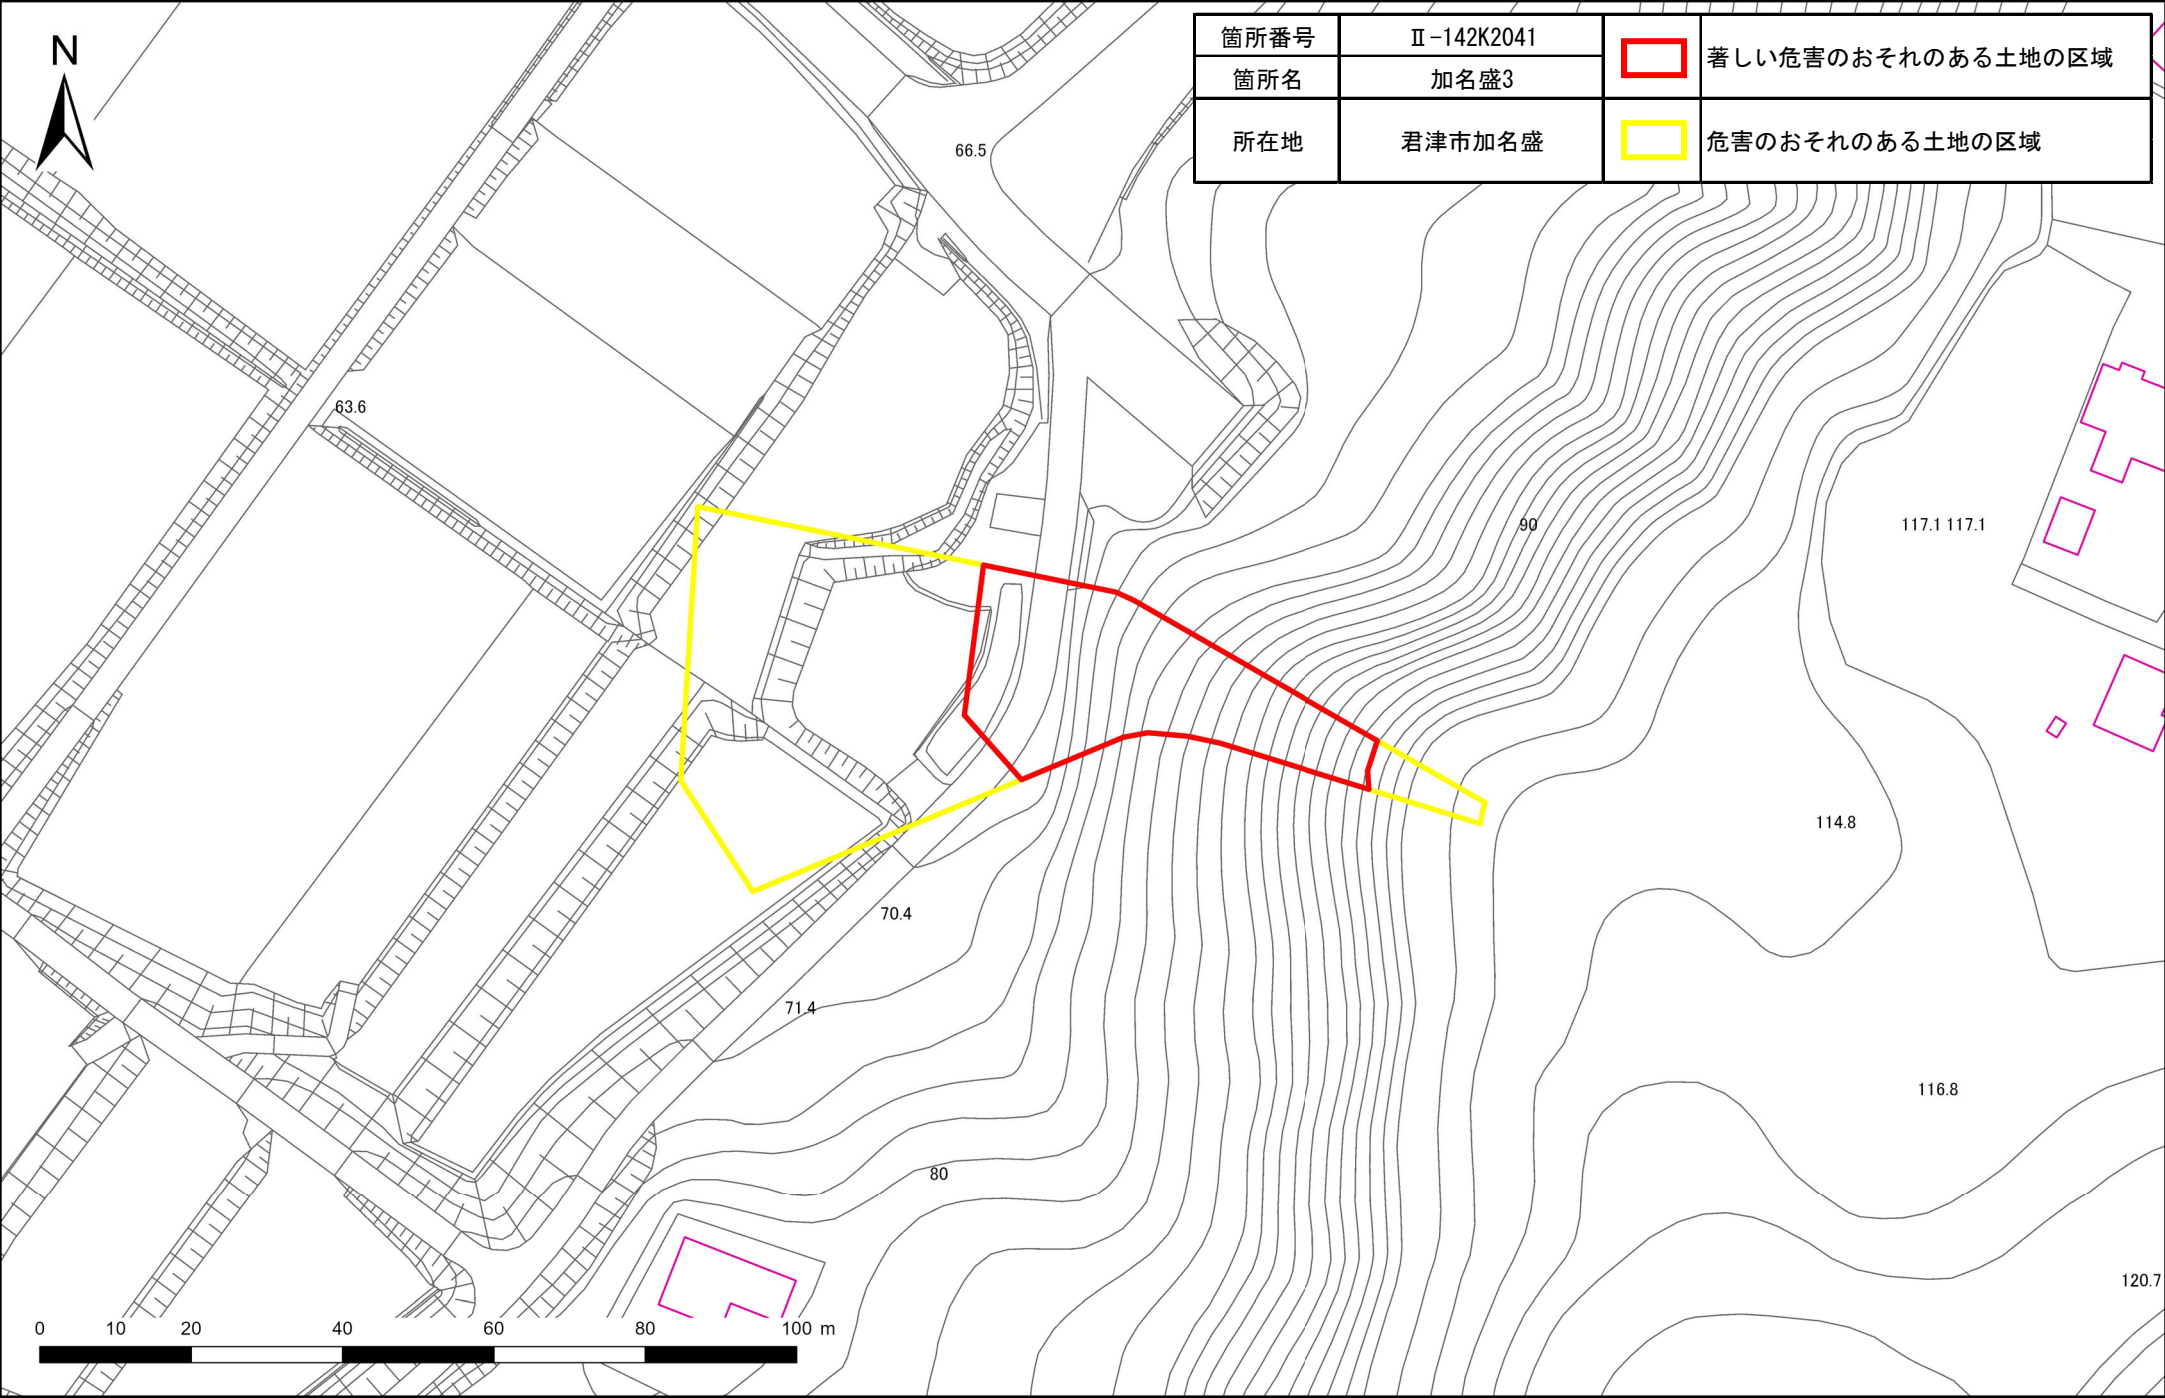 N
箇所番号
Ⅱ-142K2041
著しい危害のおそれのある土地の区域
箇所名
加名盛3
所在地
君津市加名盛
危害のおそれのある土地の区域
66.5
63.6
90
117.1 117.1
114.8
70.4
71.4
116.8
80
120.7
0 10 20 40 60 80 100 m